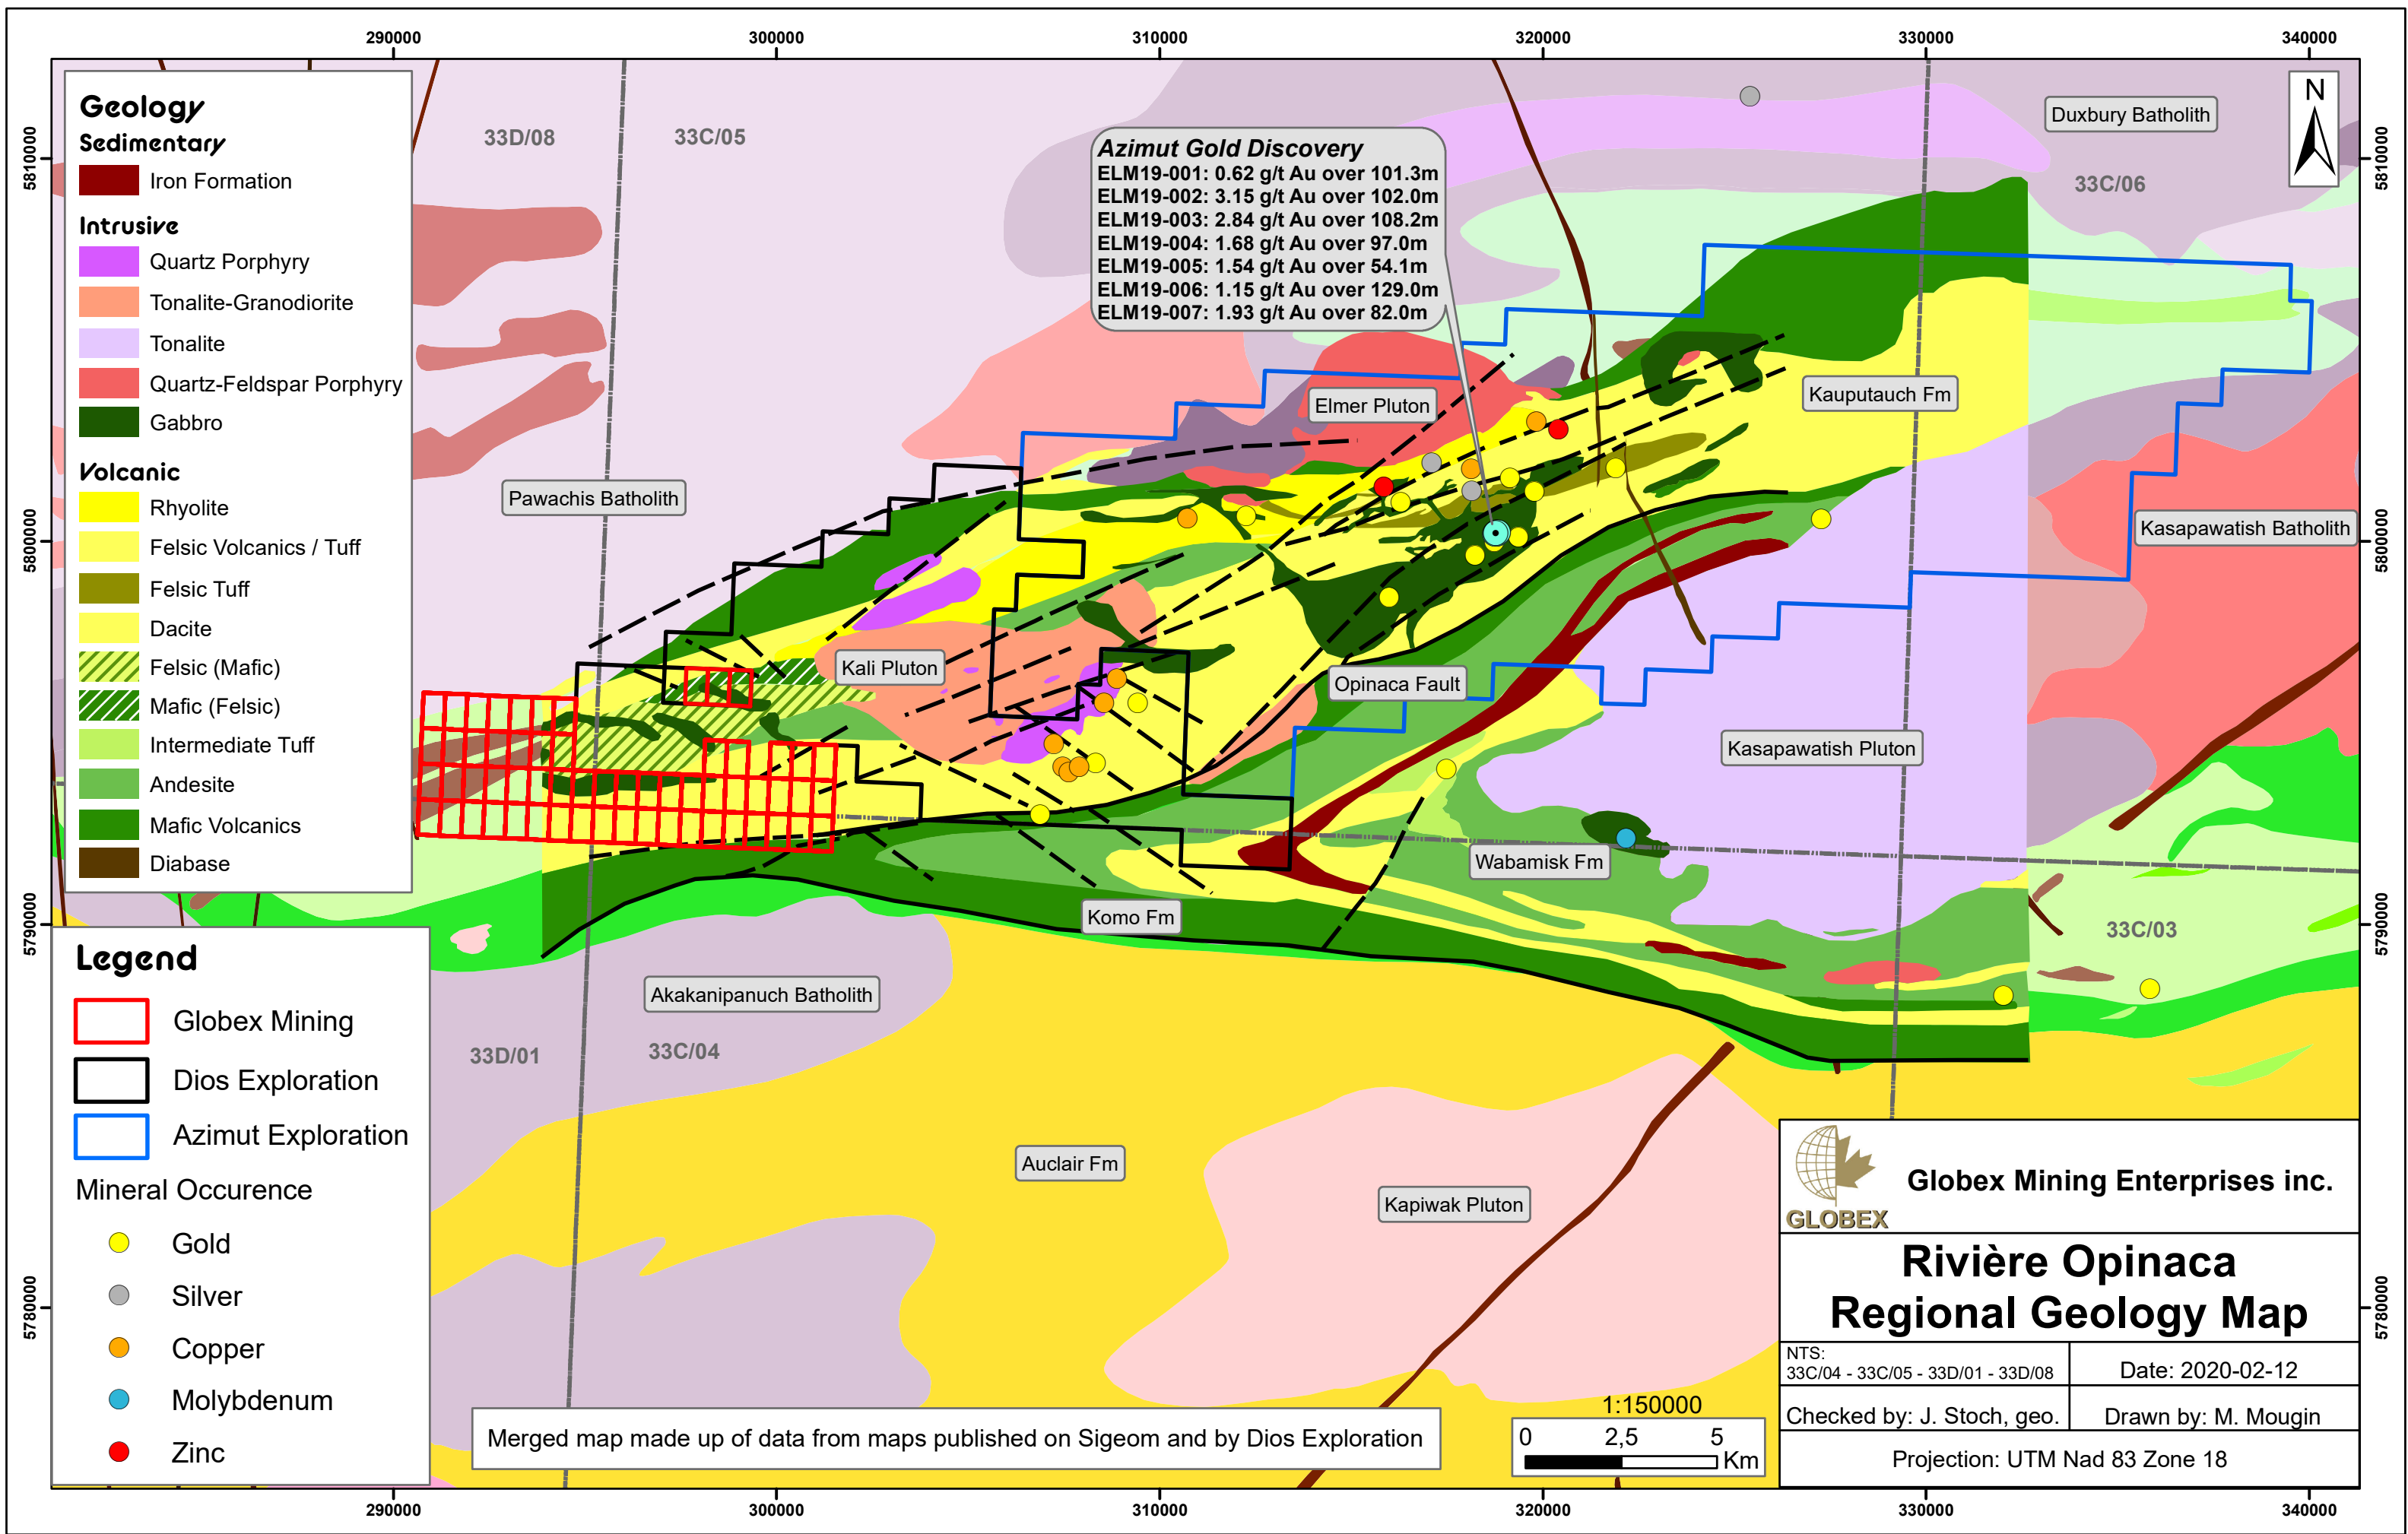 290000
300000
310000
320000
330000
340000
5810000
5800000
5790000
5780000
5810000
5800000
5790000
5780000
Geology
Sedimentary
Iron Formation
Intrusive
Quartz Porphyry
Tonalite-Granodiorite
Tonalite
Quartz-Feldspar Porphyry
Gabbro
Volcanic
Rhyolite
Felsic Volcanics / Tuff
Felsic Tuff
Dacite
Felsic (Mafic)
Mafic (Felsic)
Intermediate Tuff
Andesite
Mafic Volcanics
Diabase
Legend
Globex Mining
Dios Exploration
Azimut Exploration
Mineral Occurence
Gold
Silver
Copper
Molybdenum
Zinc
33D/08
33C/05
Azimut Gold Discovery
ELM19-001: 0.62 g/t Au over 101.3m
ELM19-002: 3.15 g/t Au over 102.0m
ELM19-003: 2.84 g/t Au over 108.2m
ELM19-004: 1.68 g/t Au over 97.0m
ELM19-005: 1.54 g/t Au over 54.1m
ELM19-006: 1.15 g/t Au over 129.0m
ELM19-007: 1.93 g/t Au over 82.0m
Duxbury Batholith
33C/06
N
Elmer Pluton
Kauputauch Fm
Pawachis Batholith
Kasapawatish Batholith
Kali Pluton
Opinaca Fault
Kasapawatish Pluton
Wabamisk Fm
Komo Fm
33C/03
Akakanipanuch Batholith
33D/01
33C/04
Auclair Fm
Kapiwak Pluton
Merged map made up of data from maps published on Sigeom and by Dios Exploration
1:150000
0 2,5 5
Km
GLOBEX
Globex Mining Enterprises inc.
Rivière Opinaca
Regional Geology Map
NTS:
33C/04 - 33C/05 - 33D/01 - 33D/08
Date: 2020-02-12
Checked by: J. Stoch, geo.
Drawn by: M. Mougin
Projection: UTM Nad 83 Zone 18
290000
300000
310000
320000
330000
340000